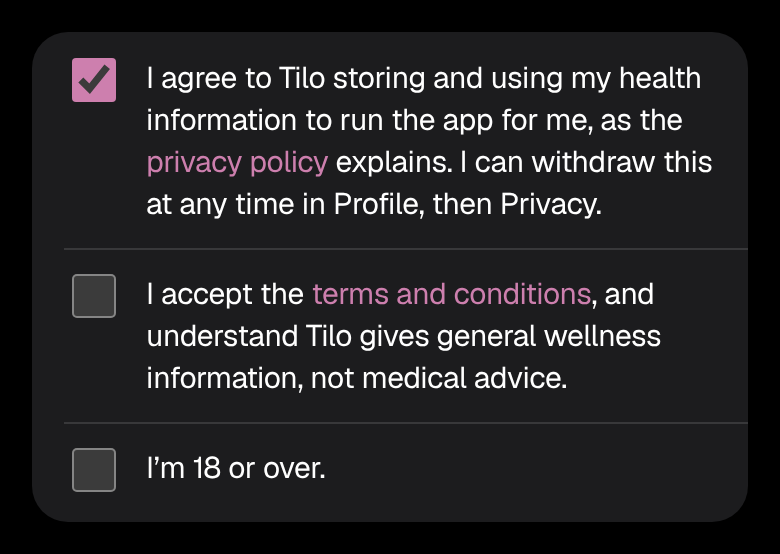 I agree to Tilo storing and using my health
information to run the app for me, as the
privacy policy explains. I can withdraw this
at any time in Profile, then Privacy.
I accept the terms and conditions, and
understand Tilo gives general wellness
information, not medical advice.
I’m 18 or over.